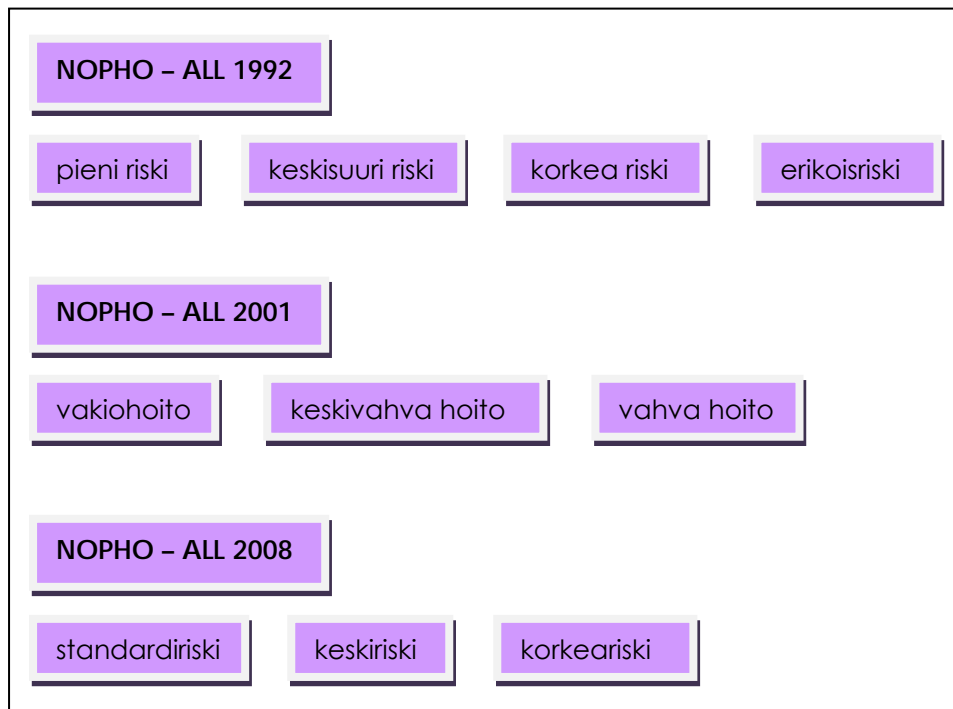 NOPHO – ALL 1992
pieni riski keskisuuri riski korkea riski erikoisriski
NOPHO – ALL 2001
vakiohoito keskivahva hoito vahva hoito
NOPHO – ALL 2008
standardiriski keskiriski korkeariski